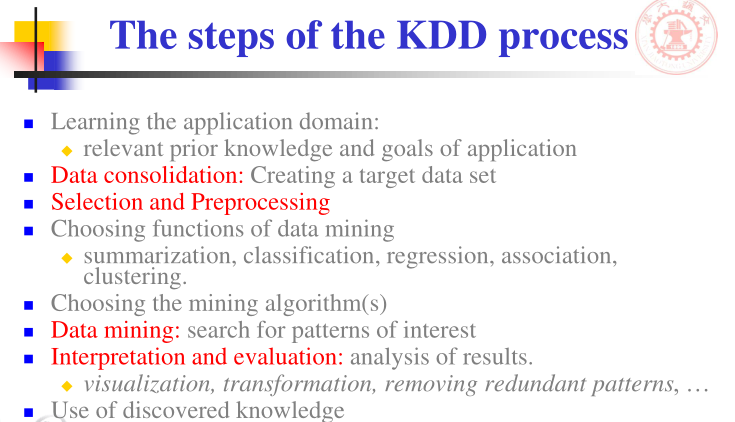 The steps of the KDD process
Learning the application domain:
relevant prior knowledge and goals of application
Data consolidation: Creating a target data set
Selection and Preprocessing
Choosing functions of data mining
summarization, classification, regression, association,
clustering.
Choosing the mining algorithm(s)
Data mining: search for patterns of interest
Interpretation and evaluation: analysis of results.
visualization, transformation, removing redundant patterns, …
Use of discovered knowledge